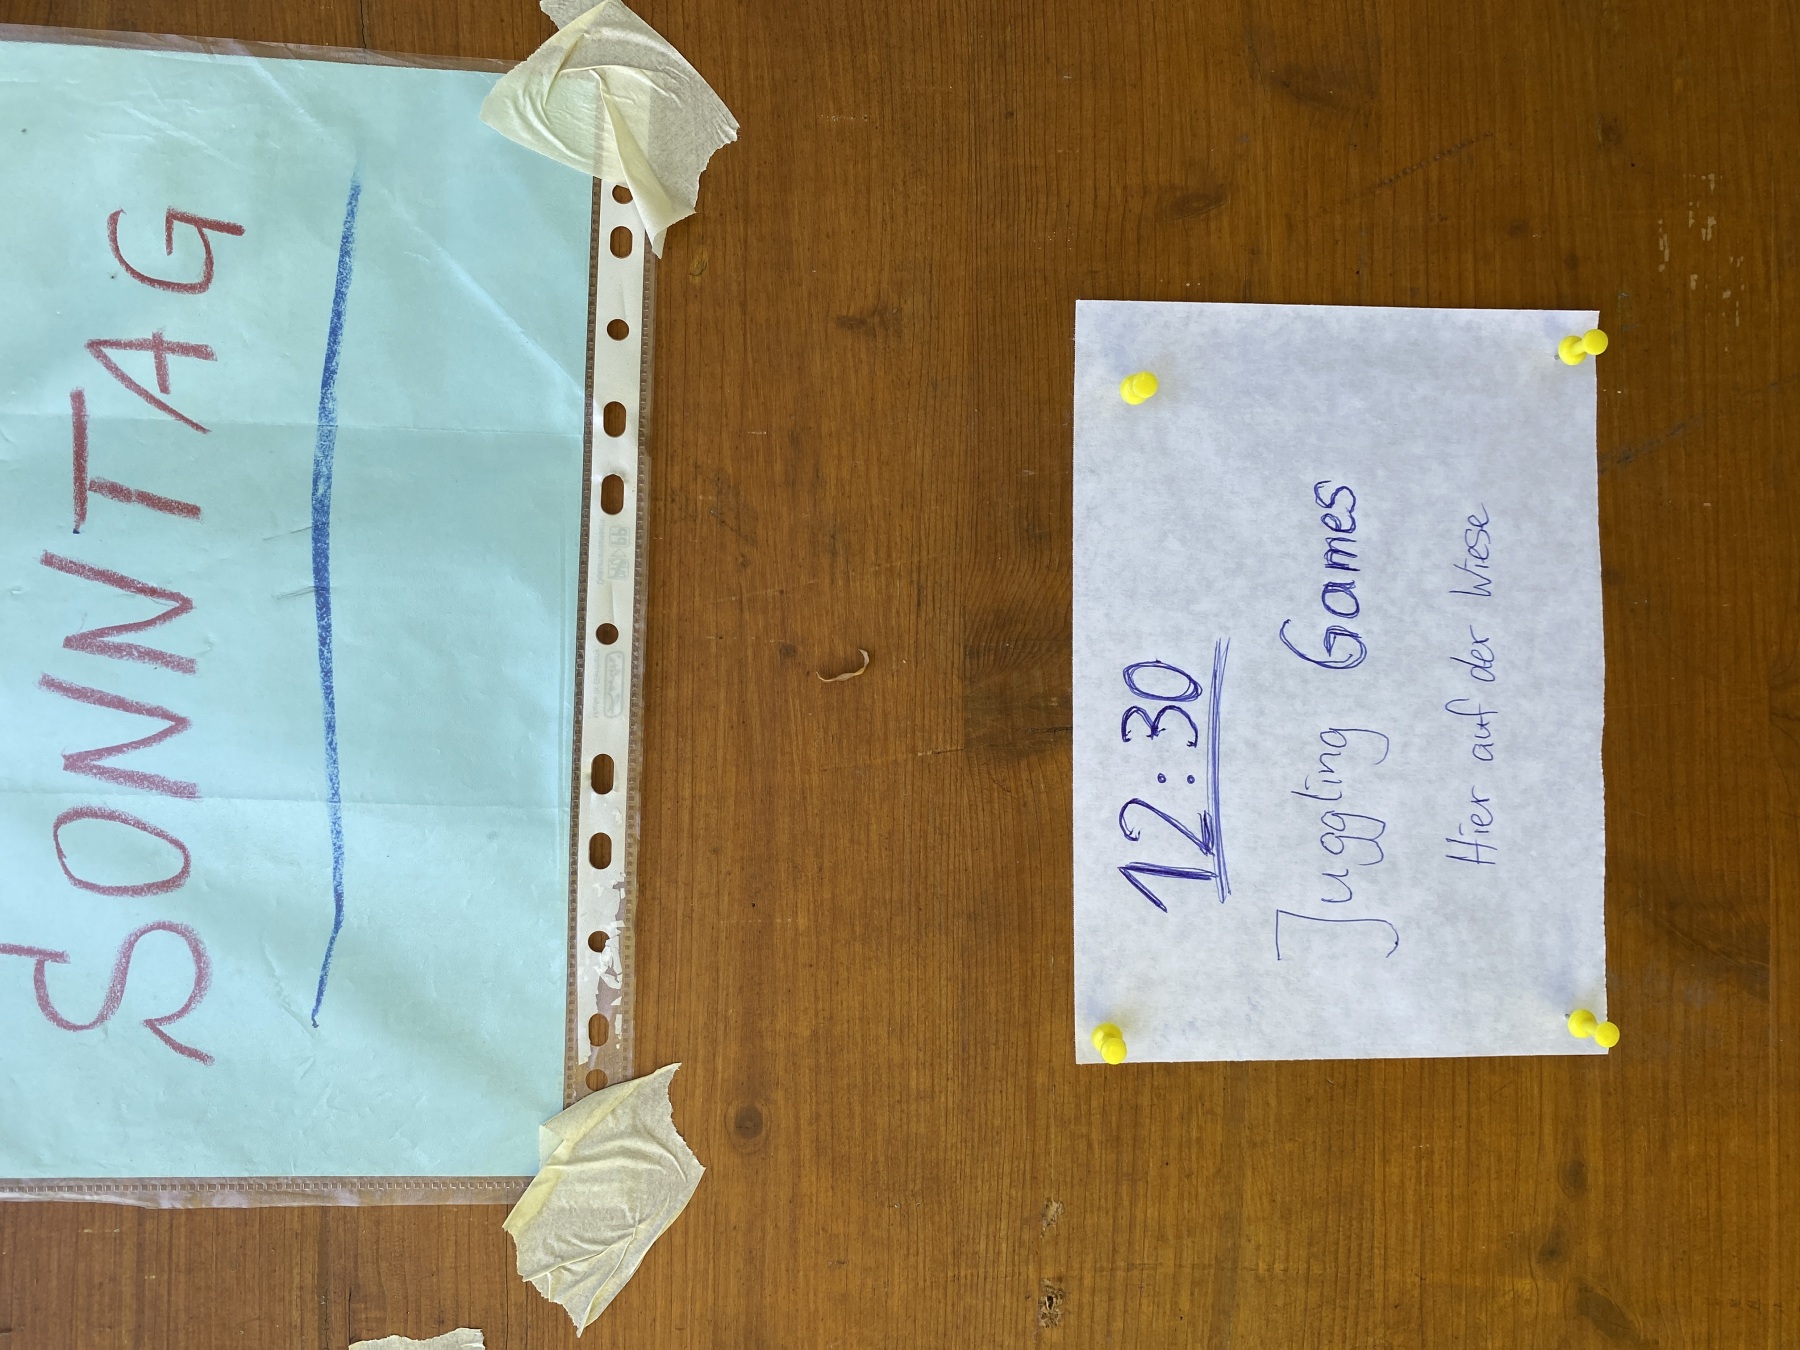 SONNTAG
12:30
Juggling Games
Hier auf der Wiese